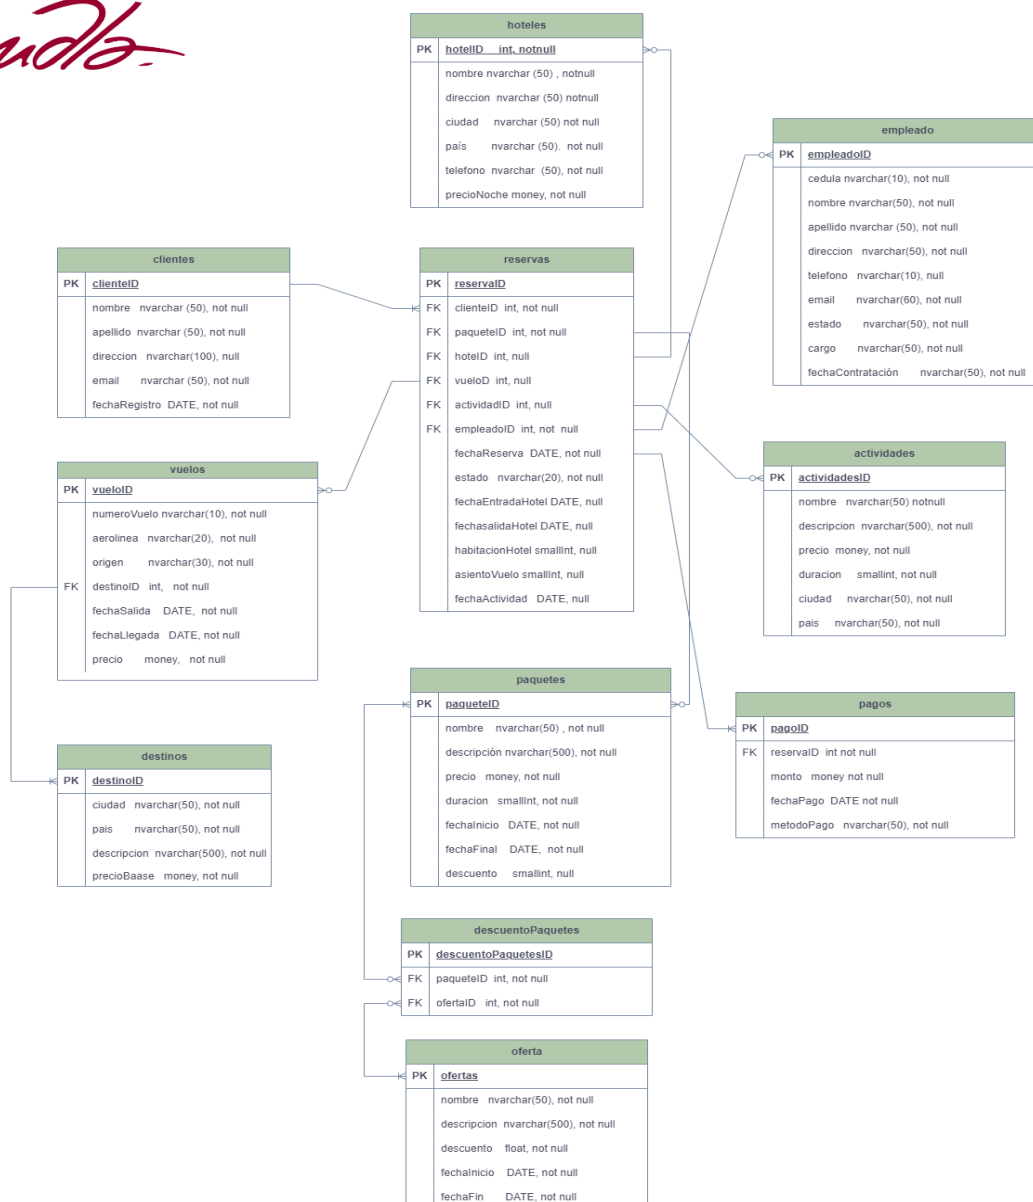 udla-
hoteles
PK hotelID int, notnull
nombre nvarchar (50) , notnull
direccion nvarchar (50) notnull
ciudad nvarchar (50) not null
país nvarchar (50). not null
telefono nvarchar (50), not null
precioNoche money, not null
empleado
PK empleadoID
cedula nvarchar(10), not null
nombre nvarchar(50), not null
apellido nvarchar (50), not null
direccion nvarchar(50), not null
telefono nvarchar(10), null
email nvarchar(60), not null
estado nvarchar(50), not null
cargo nvarchar(50), not null
fechaContratación nvarchar(50), not null
clientes
PK clienteID
nombre nvarchar (50), not null
apellido nvarchar (50), not null
direccion nvarchar(100), null
email nvarchar (50), not null
fechaRegistro DATE, not null
reservas
PK reservaID
FK clienteID int, not null
FK paqueteID int, not null
FK hotelD int, null
FK vueloD int, null
FK actividadID int, null
FK empleadoID int, not null
fechaReserva DATE, not null
estado nvarchar(20), not null
fechaEntradaHotel DATE, null
fechasalidaHotel DATE, null
habitacionHotel smallInt, null
asientoVuelo smallInt, null
fechaActividad DATE, null
vuelos
PK vueloID
numeroVuelo nvarchar(10), not null
aerolinea nvarchar(20), not null
origen nvarchar(30), not null
FK destinoID int, not null
fechaSalida DATE, not null
fechaLlegada DATE, not null
precio money, not null
actividades
PK actividadesID
nombre nvarchar(50) notnull
descripcion nvarchar(500), not null
precio money, not null
duracion smallint, not null
ciudad nvarchar(50), not null
pais nvarchar(50), not null
paquetes
PK paqueteID
nombre nvarchar(50) , not null
descripción nvarchar(500), not null
precio money, not null
duracion smallInt, not null
fechaInicio DATE, not null
fechaFinal DATE, not null
descuento smallint, null
pagos
PK pagoID
FK reservaID int not null
monto money not null
fechaPago DATE not null
metodoPago nvarchar(50), not null
destinos
PK destinoID
ciudad nvarchar(50), not null
pais nvarchar(50), not null
descripcion nvarchar(500), not null
precioBaase money, not null
descuentoPaquetes
PK descuentoPaquetesID
FK paqueteID int, not null
FK ofertaID int, not null
oferta
PK ofertas
nombre nvarchar(50), not null
descripcion nvarchar(500), not null
descuento float, not null
fechaInicio DATE, not null
fechaFin DATE, not null